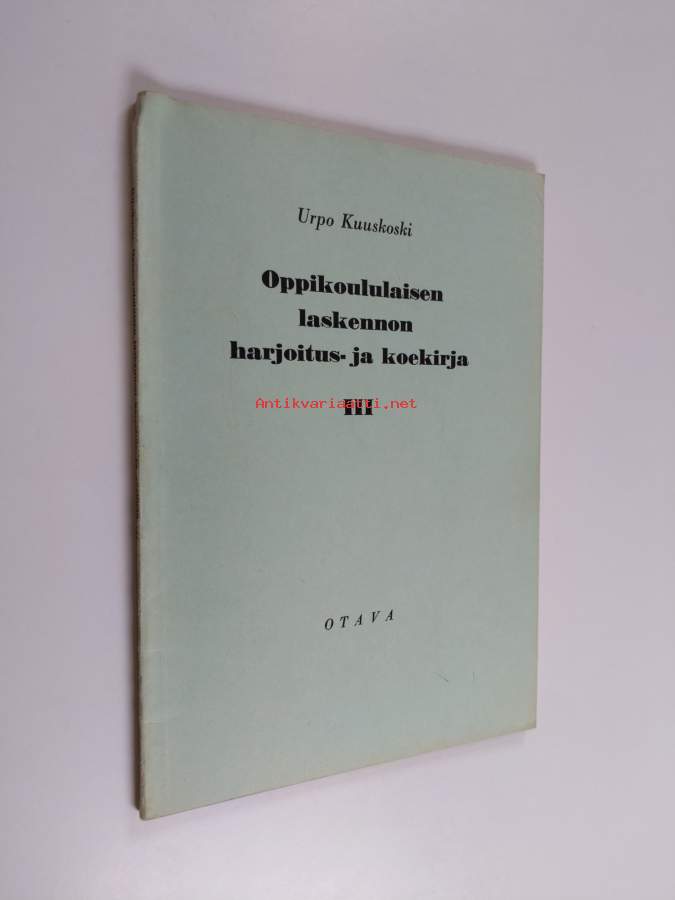 Urpo Kuuskoski
Oppikoululaisen
laskennon
harjoitus- ja koekirja
III
Antikvariaatti.net
OTAVA